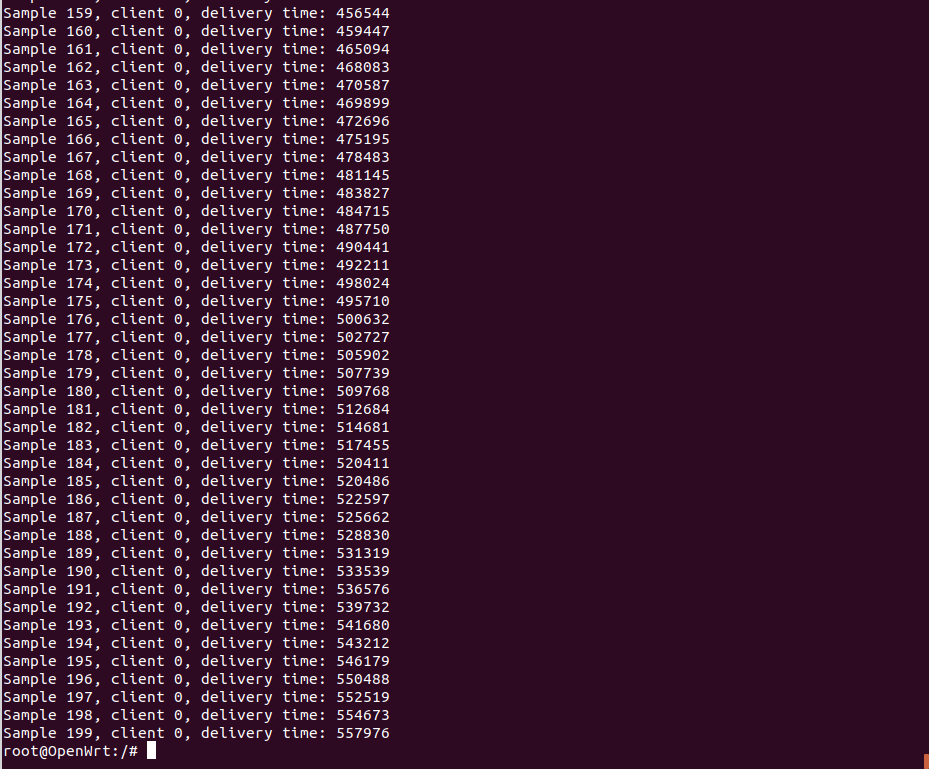 Sample 159, client 0, delivery time: 456544
Sample 160, client 0, delivery time: 459447
Sample 161, client 0, delivery time: 465094
Sample 162, client 0, delivery time: 468083
Sample 163, client 0, delivery time: 470587
Sample 164, client 0, delivery time: 469899
Sample 165, client 0, delivery time: 472696
Sample 166, client 0, delivery time: 475195
Sample 167, client 0, delivery time: 478483
Sample 168, client 0, delivery time: 481145
Sample 169, client 0, delivery time: 483827
Sample 170, client 0, delivery time: 484715
Sample 171, client 0, delivery time: 487750
Sample 172, client 0, delivery time: 490441
Sample 173, client 0, delivery time: 492211
Sample 174, client 0, delivery time: 498024
Sample 175, client 0, delivery time: 495710
Sample 176, client 0, delivery time: 500632
Sample 177, client 0, delivery time: 502727
Sample 178, client 0, delivery time: 505902
Sample 179, client 0, delivery time: 507739
Sample 180, client 0, delivery time: 509768
Sample 181, client 0, delivery time: 512684
Sample 182, client 0, delivery time: 514681
Sample 183, client 0, delivery time: 517455
Sample 184, client 0, delivery time: 520411
Sample 185, client 0, delivery time: 520486
Sample 186, client 0, delivery time: 522597
Sample 187, client 0, delivery time: 525662
Sample 188, client 0, delivery time: 528830
Sample 189, client 0, delivery time: 531319
Sample 190, client 0, delivery time: 533539
Sample 191, client 0, delivery time: 536576
Sample 192, client 0, delivery time: 539732
Sample 193, client 0, delivery time: 541680
Sample 194, client 0, delivery time: 543212
Sample 195, client 0, delivery time: 546179
Sample 196, client 0, delivery time: 550488
Sample 197, client 0, delivery time: 552519
Sample 198, client 0, delivery time: 554673
Sample 199, client 0, delivery time: 557976
root@OpenWrt:/#